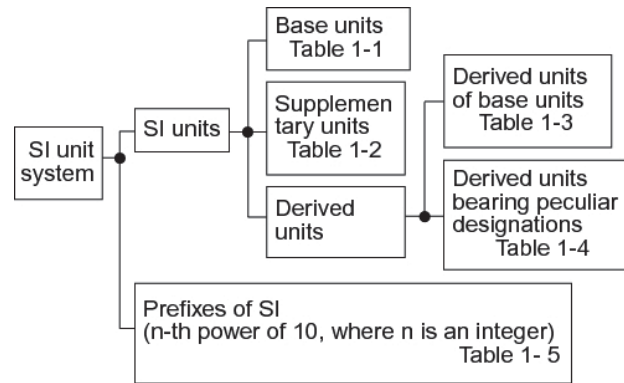 SI unit
system
SI units
Base units
Table 1-1
Supplemen
tary units
Table 1-2
Derived
units
Derived units
of base units
Table 1-3
Derived units
bearing peculiar
designations
Table 1-4
Prefixes of SI
(n-th power of 10, where n is an integer)
Table 1- 5